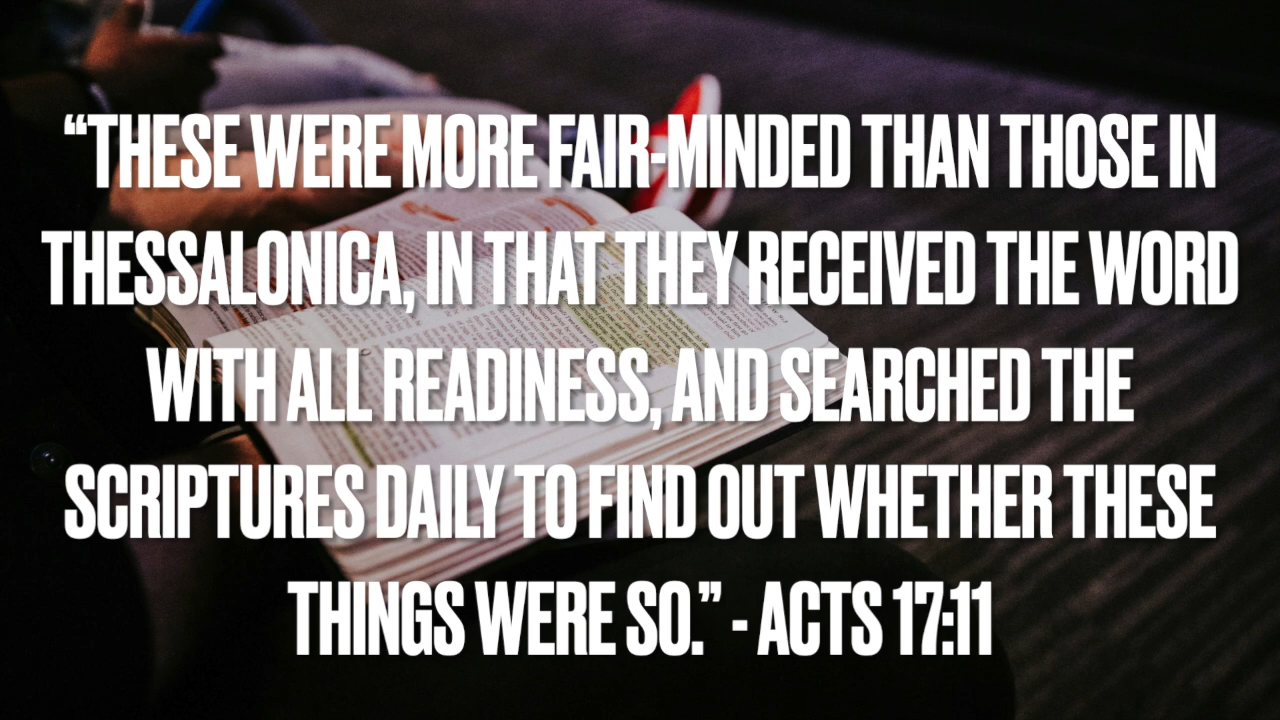 “THESE WERE MORE FAIR-MINDED THAN THOSE IN
THESSALONICA, IN THAT THEY RECEIVED THE WORD
WITH ALL READINESS, AND SEARCHED THE
SCRIPTURES DAILY TO FIND OUT WHETHER THESE
THINGS WERE SO.” - ACTS 17:11